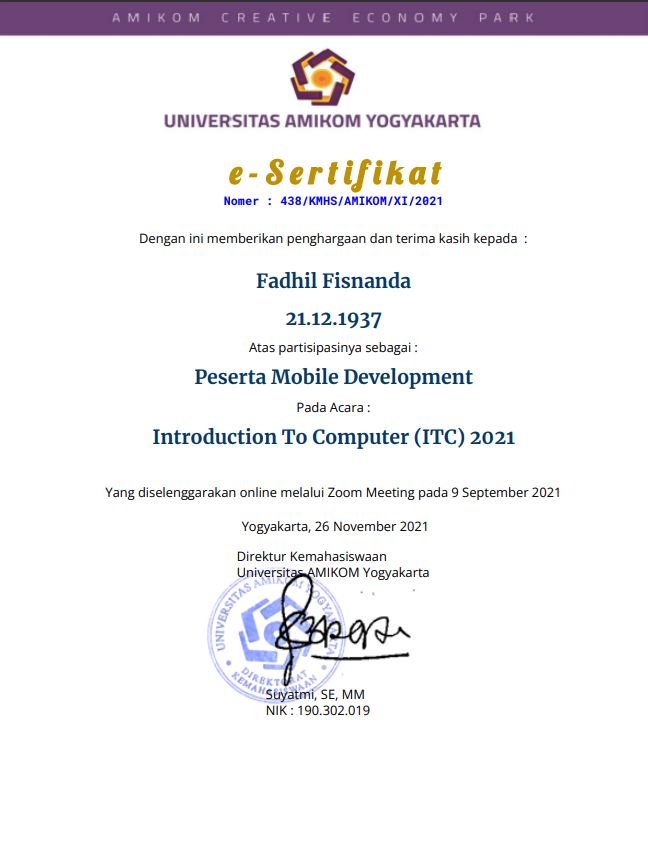 AMIKOM CREATIVE ECONOMY PARK
UNIVERSITAS AMIKOM YOGYAKARTA
e-Sertifikat
Nomer : 438/KMHS/AMIKOM/XI/2021
Dengan ini memberikan penghargaan dan terima kasih kepada :
Fadhil Fisnanda
21.12.1937
Atas partisipasinya sebagai :
Peserta Mobile Development
Pada Acara :
Introduction To Computer (ITC) 2021
Yang diselenggarakan online melalui Zoom Meeting pada 9 September 2021
Yogyakarta, 26 November 2021
Direktur Kemahasiswaan
Universitas AMIKOM Yogyakarta
UNIVERSITAS AMIKOM YOGYAKARTA
DIREKTORAT
KEMAHASISWAAN
Suyatmi, SE, MM
NIK : 190.302.019